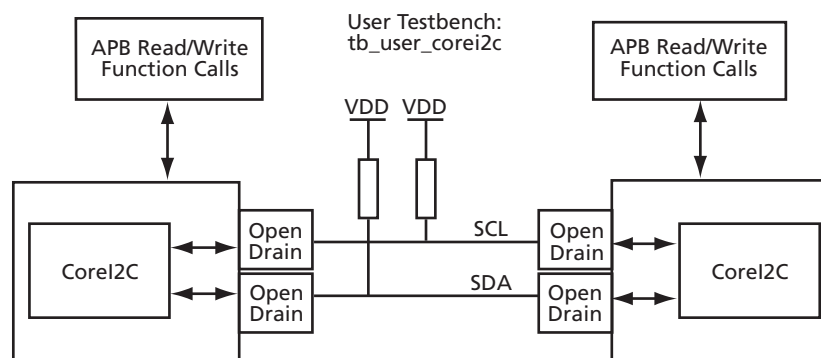 User Testbench:
tb_user_corei2c
APB Read/Write
Function Calls
APB Read/Write
Function Calls
VDD VDD
Open
Drain
SCL
Open
Drain
CoreI2C
CoreI2C
Open
Drain
SDA
Open
Drain